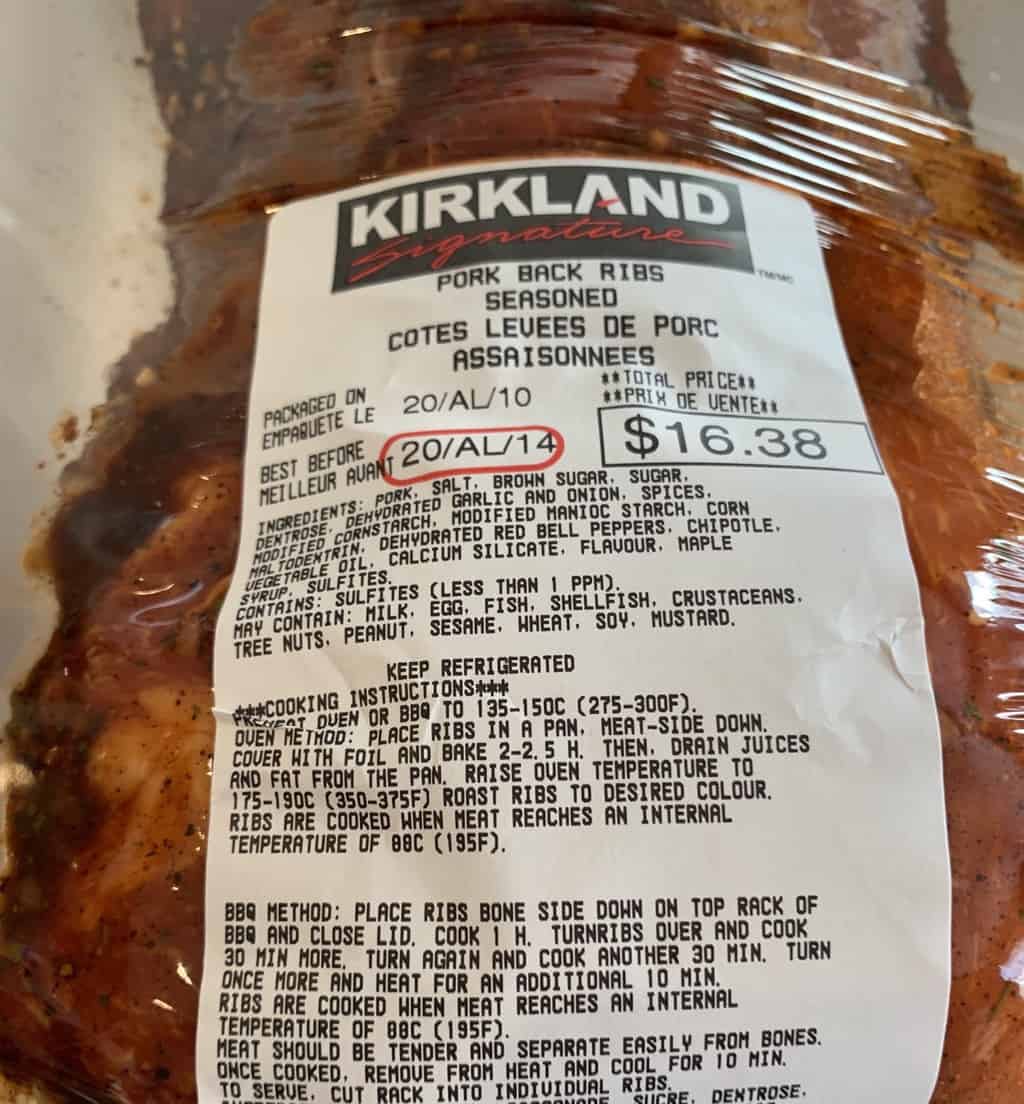 KIRKLAND
Signature
TM/MC
PORK BACK RIBS
SEASONED
COTES LEVEES DE PORC
ASSAISONNEES
PACKAGED ON
EMPAQUETE LE
20/AL/10
**TOTAL PRICE**
**PRIX DE VENTE**
$16.38
BEST BEFORE
MEILLEUR AVANT
20/AL/14
INGREDIENTS: PORK, SALT, BROWN SUGAR, SUGAR,
DEXTROSE, DEHYDRATED GARLIC AND ONION, SPICES,
MODIFIED CORNSTARCH, MODIFIED MANIOC STARCH, CORN
MALTODEXTRIN, DEHYDRATED RED BELL PEPPERS, CHIPOTLE,
VEGETABLE OIL, CALCIUM SILICATE, FLAVOUR, MAPLE
SYRUP, SULFITES.
CONTAINS: SULFITES (LESS THAN 1 PPM).
MAY CONTAIN: MILK, EGG, FISH, SHELLFISH, CRUSTACEANS,
TREE NUTS, PEANUT, SESAME, WHEAT, SOY, MUSTARD.
KEEP REFRIGERATED
***COOKING INSTRUCTIONS***
PREHEAT OVEN OR BBQ TO 135-150C (275-300F).
OVEN METHOD: PLACE RIBS IN A PAN, MEAT-SIDE DOWN.
COVER WITH FOIL AND BAKE 2-2.5 H. THEN, DRAIN JUICES
AND FAT FROM THE PAN. RAISE OVEN TEMPERATURE TO
175-190C (350-375F) ROAST RIBS TO DESIRED COLOUR.
RIBS ARE COOKED WHEN MEAT REACHES AN INTERNAL
TEMPERATURE OF 88C (195F).
BBQ METHOD: PLACE RIBS BONE SIDE DOWN ON TOP RACK OF
BBQ AND CLOSE LID. COOK 1 H. TURNRIBS OVER AND COOK
30 MIN MORE. TURN AGAIN AND COOK ANOTHER 30 MIN. TURN
ONCE MORE AND HEAT FOR AN ADDITIONAL 10 MIN.
RIBS ARE COOKED WHEN MEAT REACHES AN INTERNAL
TEMPERATURE OF 88C (195F).
MEAT SHOULD BE TENDER AND SEPARATE EASILY FROM BONES.
ONCE COOKED, REMOVE FROM HEAT AND COOL FOR 10 MIN.
TO SERVE, CUT RACK INTO INDIVIDUAL RIBS.
SUCRE, DEXTROSE,